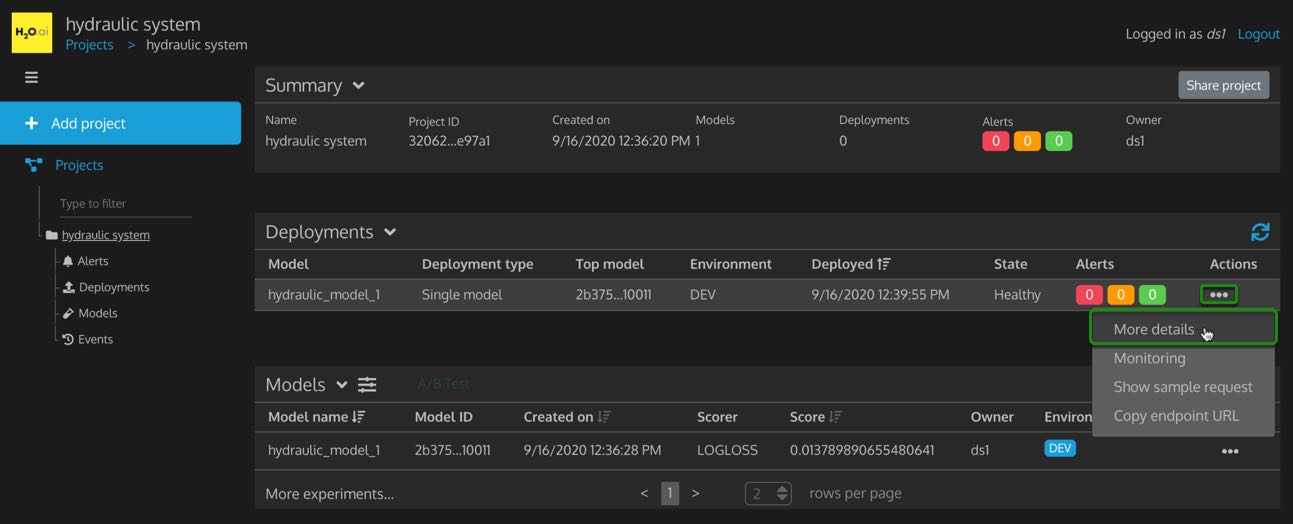 H2O.ai
hydraulic system
Projects > hydraulic system
Logged in as ds1 Logout
Add project
Projects
Type to filter
hydraulic system
Alerts
Deployments
Models
Events
Summary
Share project
Name Project ID Created on Models Deployments Alerts Owner
hydraulic system 32062...e97a1 9/16/2020 12:36:20 PM 1 0 0 0 0 ds1
Deployments
Model Deployment type Top model Environment Deployed State Alerts Actions
hydraulic_model_1 Single model 2b375...10011 DEV 9/16/2020 12:39:55 PM Healthy 0 0 0
More details
Monitoring
Show sample request
Copy endpoint URL
Models A/B Test
Model name Model ID Created on Scorer Score Owner Environ
hydraulic_model_1 2b375...10011 9/16/2020 12:36:28 PM LOGLOSS 0.013789890655480641 ds1 DEV
More experiments... < 1 > 2 rows per page